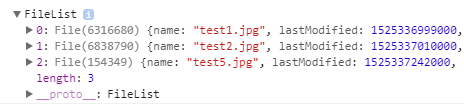 ▼ FileList i
▶ 0: File(6316680) {name: "test1.jpg", lastModified: 1525336999000,
▶ 1: File(6838790) {name: "test2.jpg", lastModified: 1525337010000,
▶ 2: File(154349) {name: "test5.jpg", lastModified: 1525337242000,
length: 3
▶ __proto__: FileList